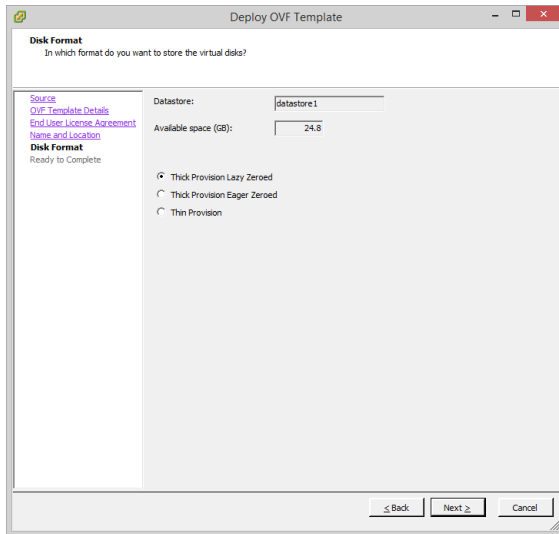 Deploy OVF Template
Disk Format
In which format do you want to store the virtual disks?
Source
OVF Template Details
End User License Agreement
Name and Location
Disk Format
Ready to Complete
Datastore: datastore1
Available space (GB): 24.8
Thick Provision Lazy Zeroed
Thick Provision Eager Zeroed
Thin Provision
< Back Next > Cancel